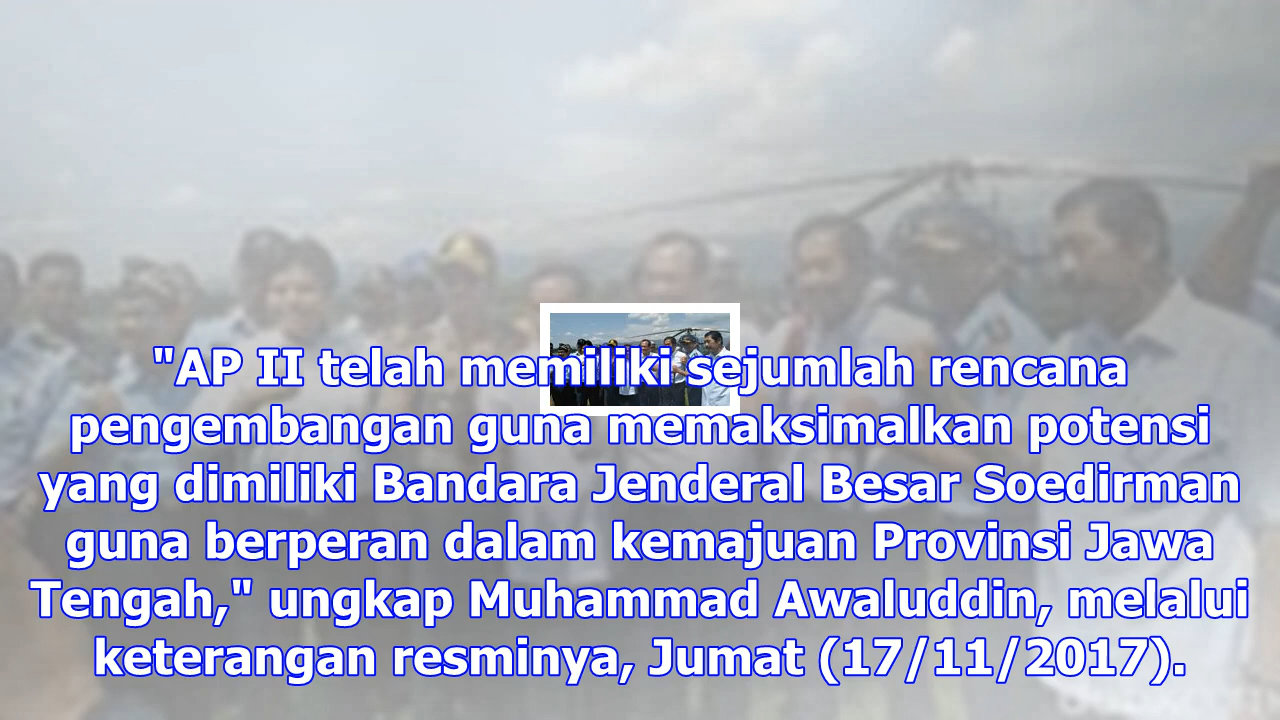 "AP II telah memiliki sejumlah rencana
pengembangan guna memaksimalkan potensi
yang dimiliki Bandara Jenderal Besar Soedirman
guna berperan dalam kemajuan Provinsi Jawa
Tengah," ungkap Muhammad Awaluddin, melalui
keterangan resminya, Jumat (17/11/2017).